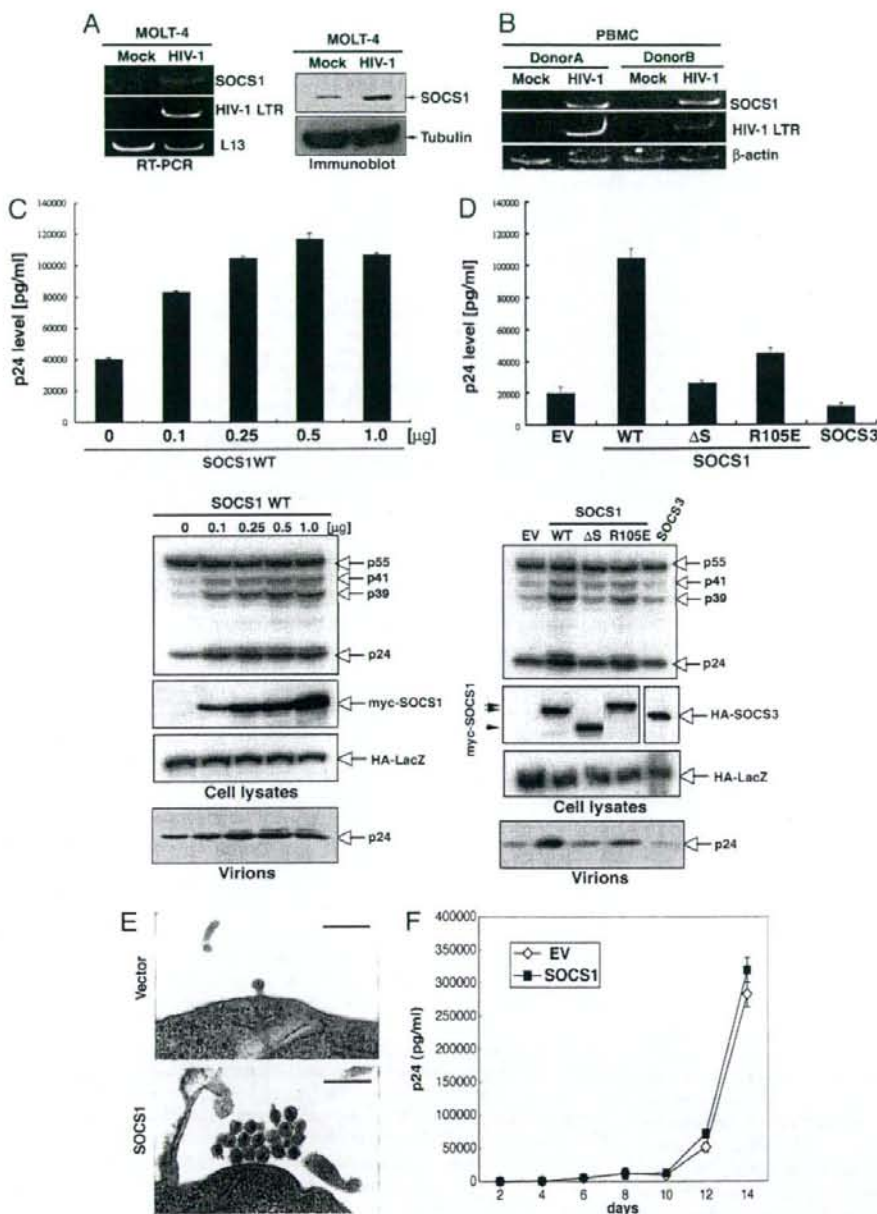 A
MOLT-4
Mock HIV-1
SOCS1
HIV-1 LTR
L13
RT-PCR
MOLT-4
Mock HIV-1
SOCS1
Tubulin
Immunoblot
B
PBMC
DonorA DonorB
Mock HIV-1 Mock HIV-1
SOCS1
HIV-1 LTR
β-actin
C
p24 level [pg/ml]
140000
120000
100000
80000
60000
40000
20000
0
0 0.1 0.25 0.5 1.0 [μg]
SOCS1WT
D
p24 level [pg/ml]
140000
120000
100000
80000
60000
40000
20000
0
EV WT ΔS R105E SOCS3
SOCS1
SOCS1 WT
0 0.1 0.25 0.5 1.0 [μg]
p55
p41
p39
p24
myc-SOCS1
HA-LacZ
Cell lysates
p24
Virions
SOCS1
EV WT ΔS R105E SOCS3
p55
p41
p39
p24
myc-SOCS1
HA-SOCS3
HA-LacZ
Cell lysates
p24
Virions
E
Vector
SOCS1
F
p24 (pg/ml)
400000
350000
300000
250000
200000
150000
100000
50000
0
EV
SOCS1
2 4 6 8 10 12 14
days